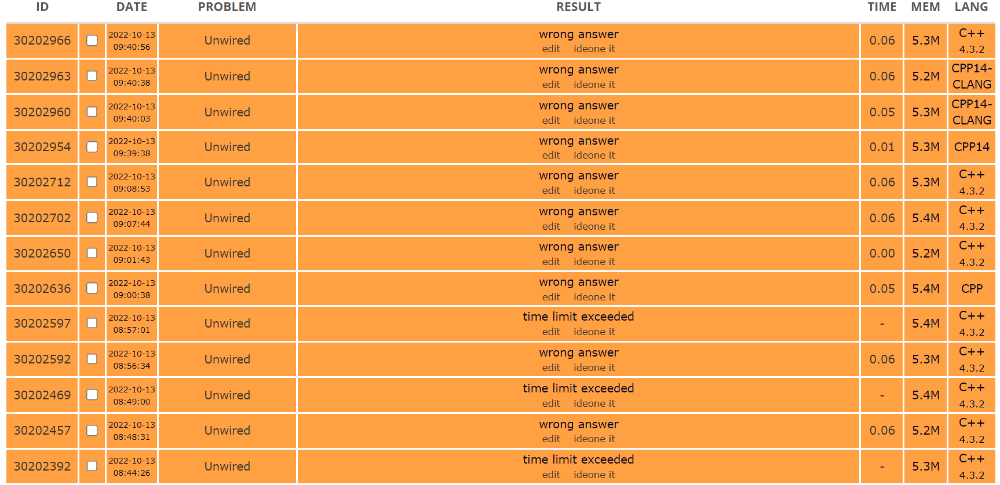 ID DATE PROBLEM RESULT TIME MEM LANG
30202966 2022-10-13 09:40:56 Unwired wrong answer edit ideone it 0.06 5.3M C++ 4.3.2
30202963 2022-10-13 09:40:38 Unwired wrong answer edit ideone it 0.06 5.2M CPP14-CLANG
30202960 2022-10-13 09:40:03 Unwired wrong answer edit ideone it 0.05 5.3M CPP14-CLANG
30202954 2022-10-13 09:39:38 Unwired wrong answer edit ideone it 0.01 5.3M CPP14
30202712 2022-10-13 09:08:53 Unwired wrong answer edit ideone it 0.06 5.3M C++ 4.3.2
30202702 2022-10-13 09:07:44 Unwired wrong answer edit ideone it 0.06 5.4M C++ 4.3.2
30202650 2022-10-13 09:01:43 Unwired wrong answer edit ideone it 0.00 5.2M C++ 4.3.2
30202636 2022-10-13 09:00:38 Unwired wrong answer edit ideone it 0.05 5.4M CPP
30202597 2022-10-13 08:57:01 Unwired time limit exceeded edit ideone it - 5.4M C++ 4.3.2
30202592 2022-10-13 08:56:34 Unwired wrong answer edit ideone it 0.06 5.3M C++ 4.3.2
30202469 2022-10-13 08:49:00 Unwired time limit exceeded edit ideone it - 5.4M C++ 4.3.2
30202457 2022-10-13 08:48:31 Unwired wrong answer edit ideone it 0.06 5.2M C++ 4.3.2
30202392 2022-10-13 08:44:26 Unwired time limit exceeded edit ideone it - 5.3M C++ 4.3.2